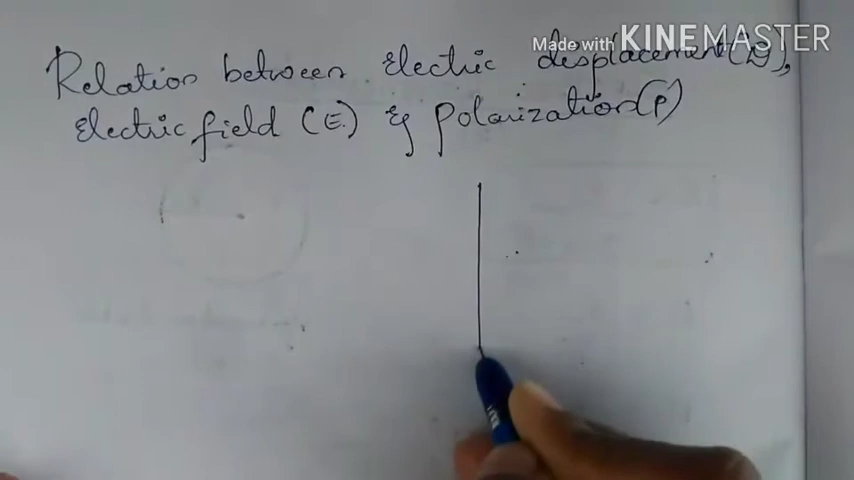 Made with KINEMASTER
Relation between electric displacement (D),
electric field (E) & polarization (P)